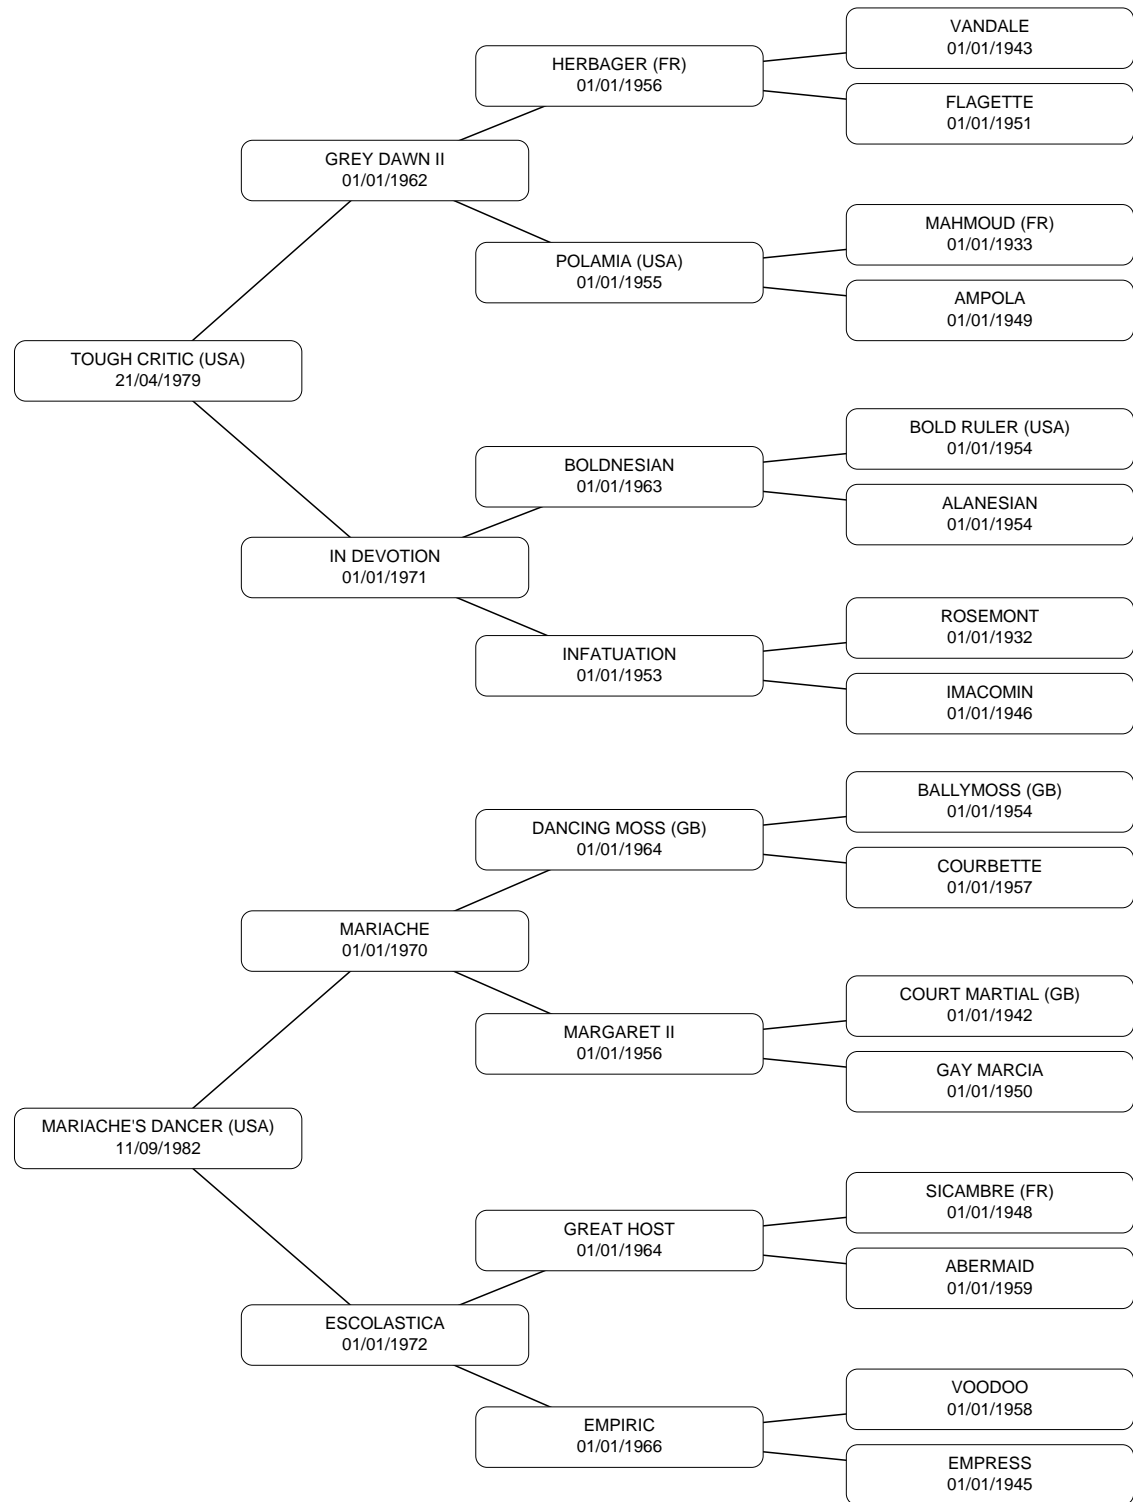 VANDALE
01/01/1943
HERBAGER (FR)
01/01/1956
FLAGETTE
01/01/1951
GREY DAWN II
01/01/1962
MAHMOUD (FR)
01/01/1933
POLAMIA (USA)
01/01/1955
AMPOLA
01/01/1949
TOUGH CRITIC (USA)
21/04/1979
BOLD RULER (USA)
01/01/1954
BOLDNESIAN
01/01/1963
ALANESIAN
01/01/1954
IN DEVOTION
01/01/1971
ROSEMONT
01/01/1932
INFATUATION
01/01/1953
IMACOMIN
01/01/1946
BALLYMOSS (GB)
01/01/1954
DANCING MOSS (GB)
01/01/1964
COURBETTE
01/01/1957
MARIACHE
01/01/1970
COURT MARTIAL (GB)
01/01/1942
MARGARET II
01/01/1956
GAY MARCIA
01/01/1950
MARIACHE'S DANCER (USA)
11/09/1982
SICAMBRE (FR)
01/01/1948
GREAT HOST
01/01/1964
ABERMAID
01/01/1959
ESCOLASTICA
01/01/1972
VOODOO
01/01/1958
EMPIRIC
01/01/1966
EMPRESS
01/01/1945